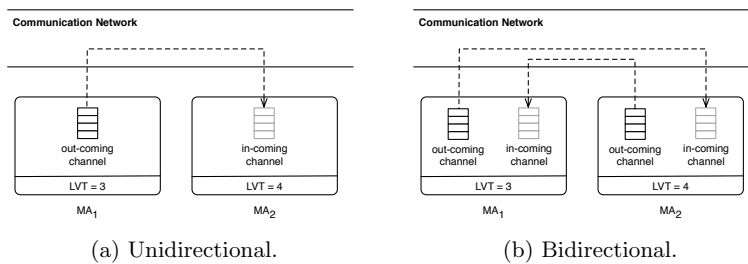 Communication Network
out-coming
channel
in-coming
channel
LVT = 3
LVT = 4
MA1
MA2
(a) Unidirectional.
Communication Network
out-coming
channel
in-coming
channel
out-coming
channel
in-coming
channel
LVT = 3
LVT = 4
MA1
MA2
(b) Bidirectional.